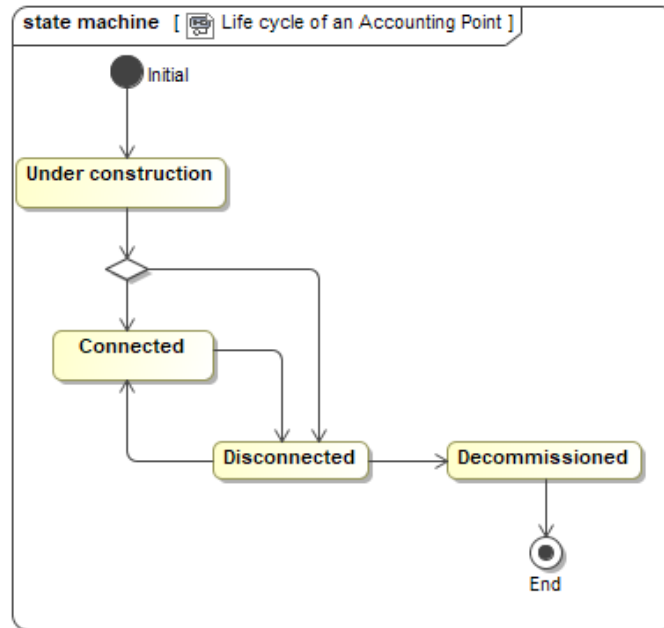 state machine [ Life cycle of an Accounting Point ]
Initial
Under construction
Connected
Disconnected
Decommissioned
End